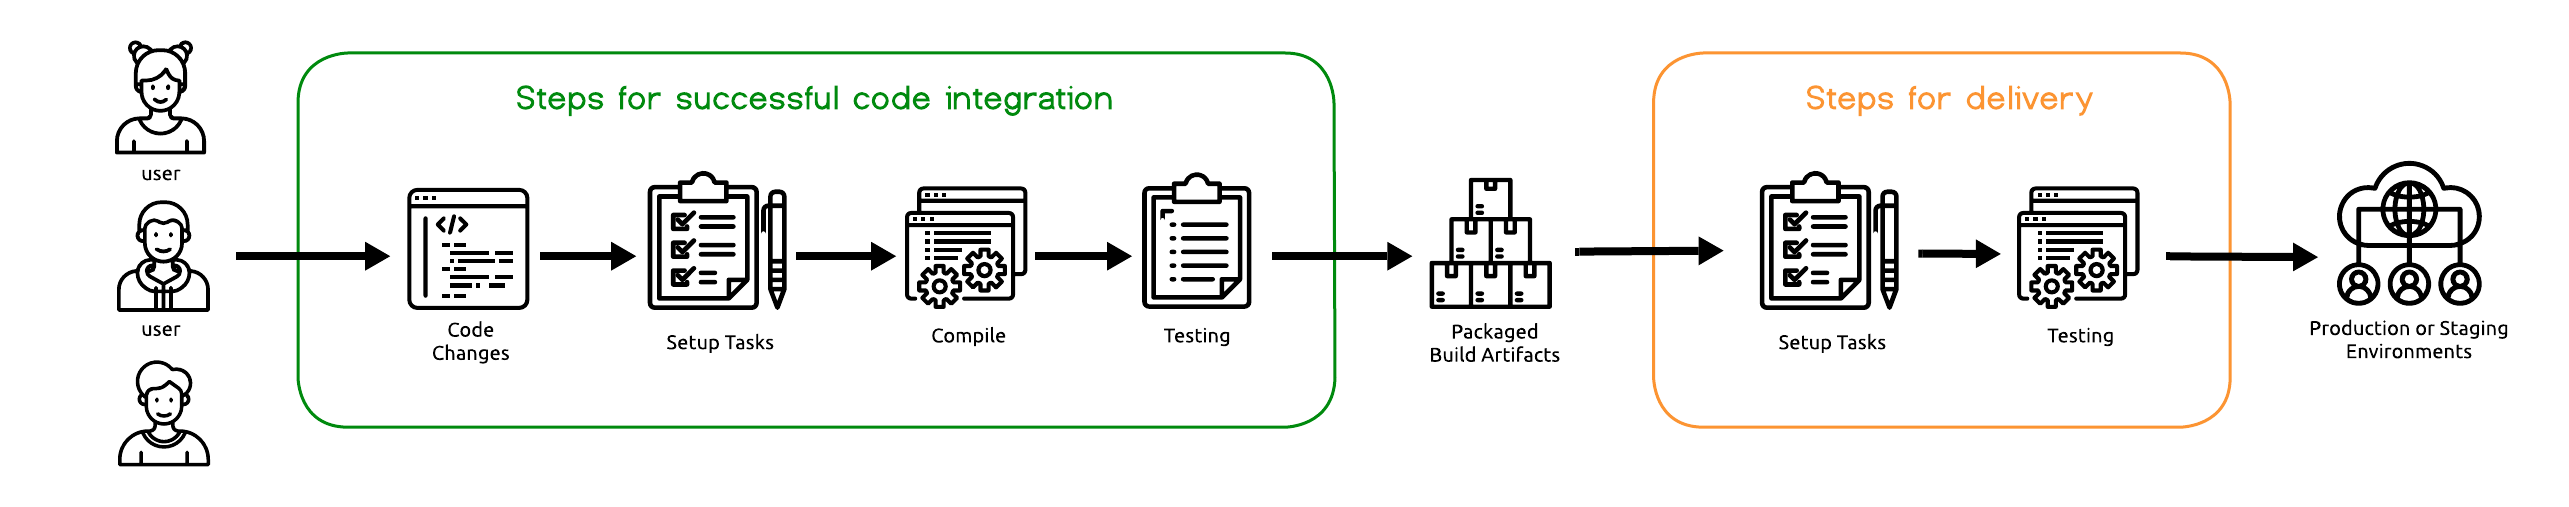 user
user
Steps for successful code integration
</>
Code
Changes
Setup Tasks
Compile
Testing
Packaged
Build Artifacts
Steps for delivery
Setup Tasks
Testing
Production or Staging
Environments